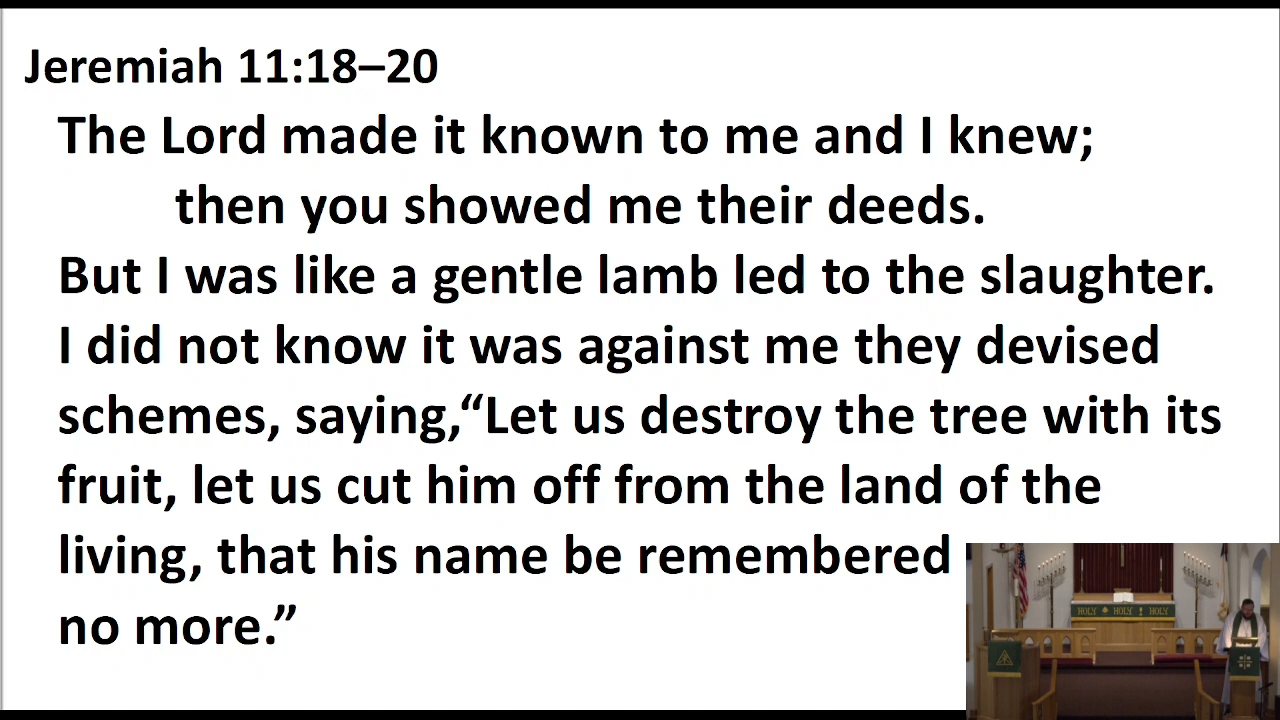 Jeremiah 11:18–20
The Lord made it known to me and I knew;
then you showed me their deeds.
But I was like a gentle lamb led to the slaughter.
I did not know it was against me they devised
schemes, saying,“Let us destroy the tree with its
fruit, let us cut him off from the land of the
living, that his name be remembered
no more.”
HOLY HOLY HOLY